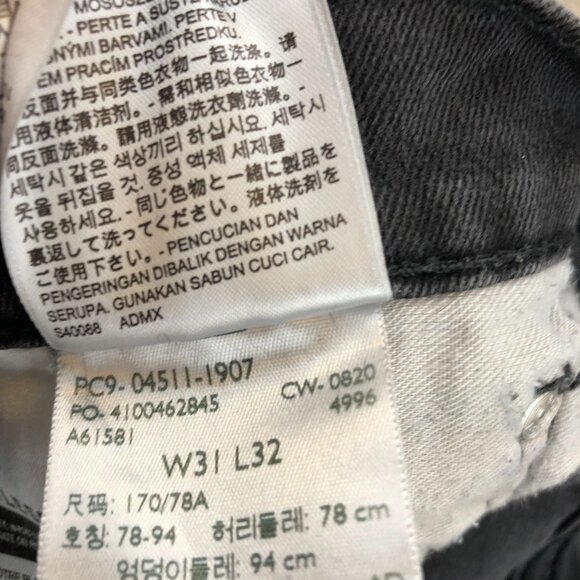 - PERTE A SUSTE
NÝMI BARVAMI. PERTEV
EM PRACÍM PROSTŘEDKU.
反面并与同类色衣物一起洗涤。请
用液体清洁剂。- 需和相似色衣物
同反面洗滌。請用液態洗衣劑洗滌。-
세탁시 같은 색상끼리 하십시요. 세탁시
옷을 뒤집을 것. 중성 액체 세제를
사용하세요. - 同じ色物と一緒に製品を
裏返して洗ってください。液体洗剤を
ご使用下さい。- PENCUCIAN DAN
PENGERINGAN DIBALIK DENGAN WARNA
SERUPA. GUNAKAN SABUN CUCI CAIR.
S40088 ADMX
PC9- 04511-1907
PO- 4100462845 CW- 0820
A61581 4996
W31 L32
尺码: 170/78A
호칭: 78-94 허리둘레: 78 cm
엉덩이둘레: 94 cm